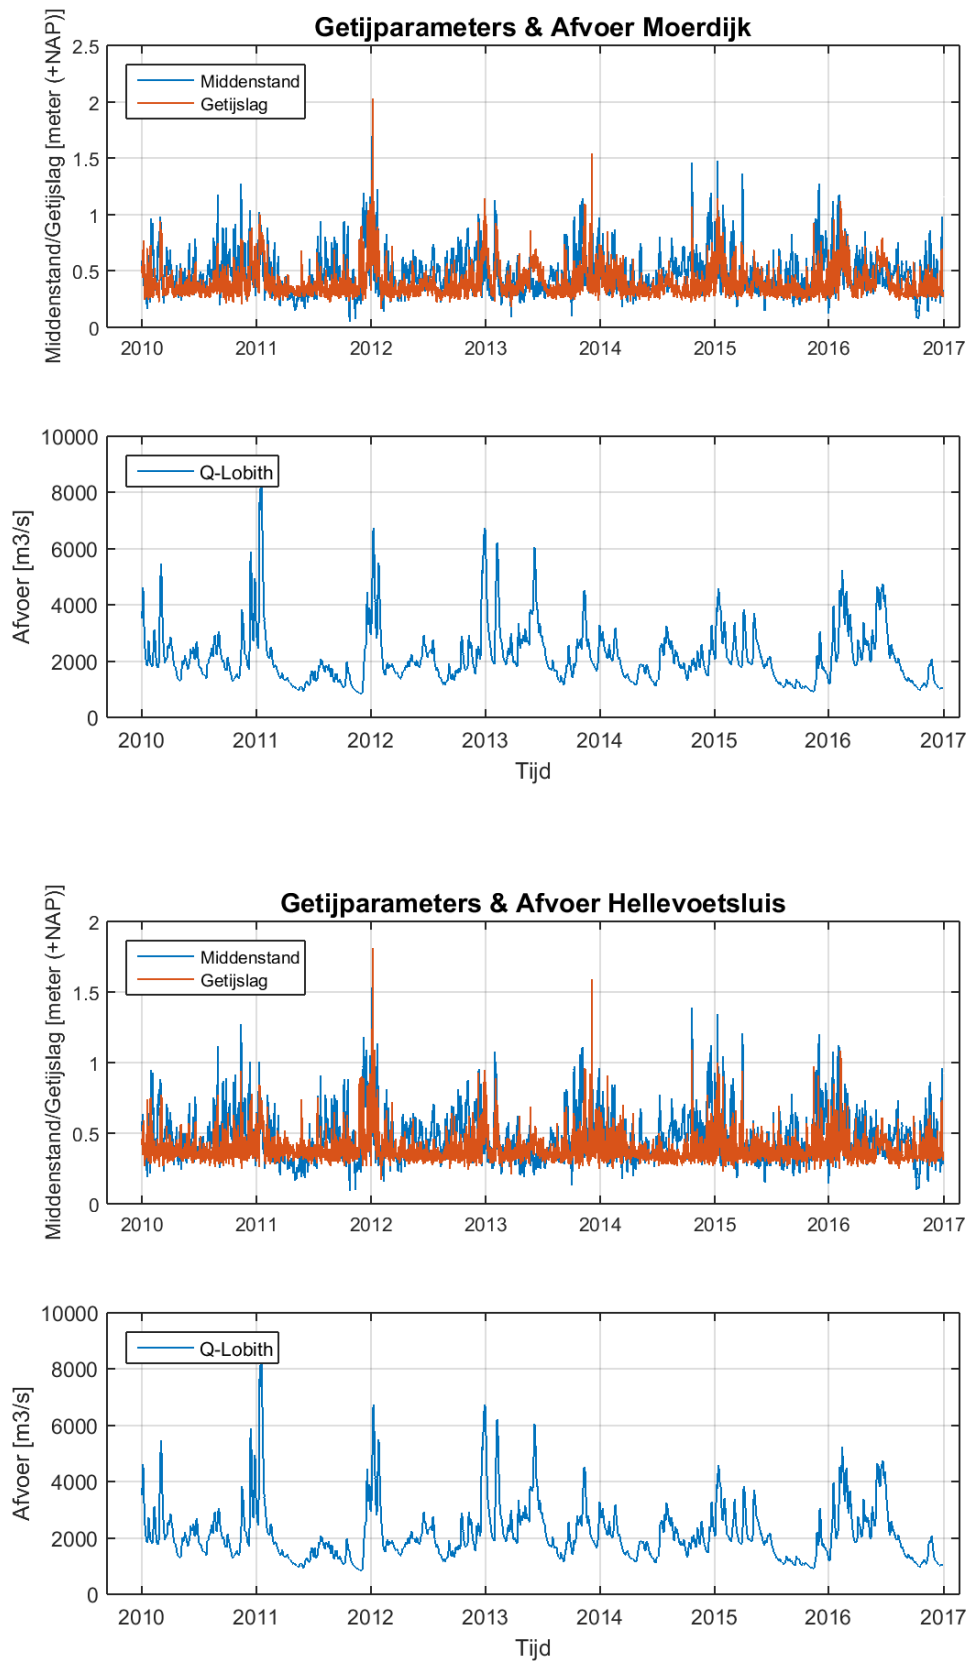 Getijparameters & Afvoer Moerdijk
Middenstand/Getijslag [meter (+NAP)]
2.5
2
1.5
1
0.5
0
Middenstand
Getijslag
2010 2011 2012 2013 2014 2015 2016 2017
Afvoer [m3/s]
10000
8000
6000
4000
2000
0
Q-Lobith
2010 2011 2012 2013 2014 2015 2016 2017
Tijd
Getijparameters & Afvoer Hellevoetsluis
Middenstand/Getijslag [meter (+NAP)]
2
1.5
1
0.5
0
Middenstand
Getijslag
2010 2011 2012 2013 2014 2015 2016 2017
Afvoer [m3/s]
10000
8000
6000
4000
2000
0
Q-Lobith
2010 2011 2012 2013 2014 2015 2016 2017
Tijd